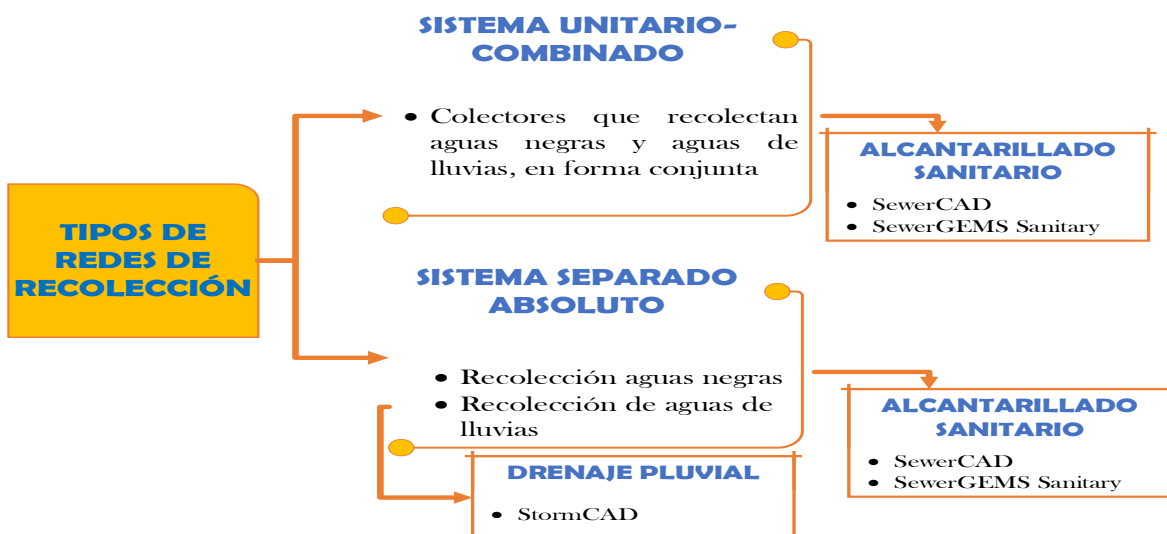 TIPOS DE
REDES DE
RECOLECCIÓN
SISTEMA UNITARIO-
COMBINADO
• Colectores que recolectan
aguas negras y aguas de
lluvias, en forma conjunta
ALCANTARILLADO
SANITARIO
• SewerCAD
• SewerGEMS Sanitary
SISTEMA SEPARADO
ABSOLUTO
• Recolección aguas negras
• Recolección de aguas de
lluvias
ALCANTARILLADO
SANITARIO
• SewerCAD
• SewerGEMS Sanitary
DRENAJE PLUVIAL
• StormCAD